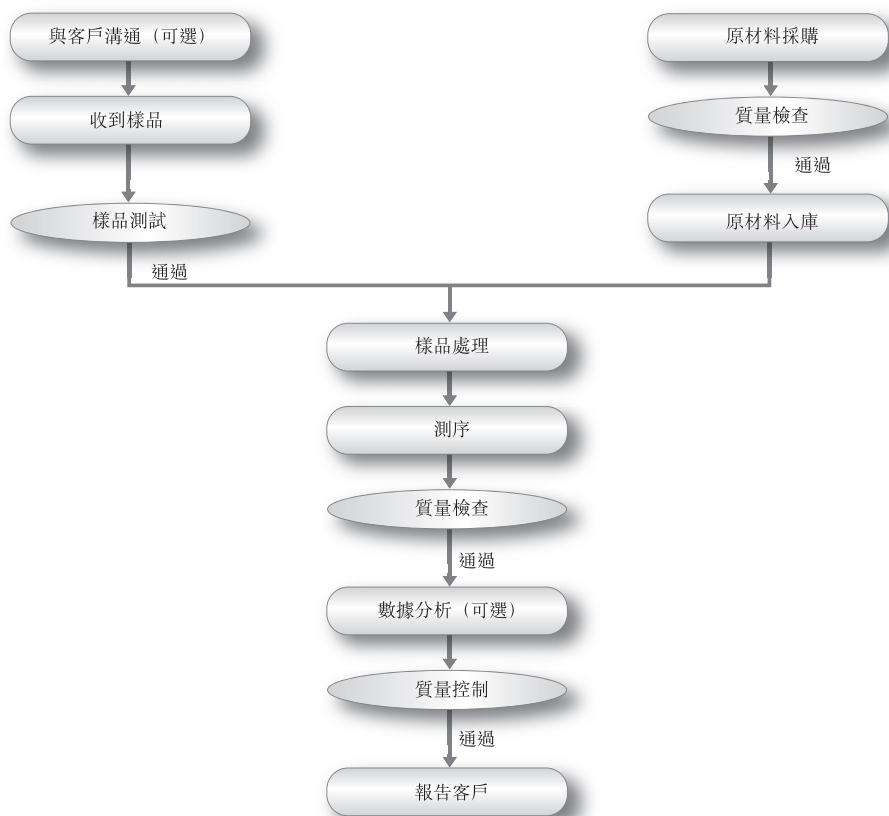 與客戶溝通（可選）
收到樣品
樣品測試
通過
原材料採購
質量檢查
通過
原材料入庫
樣品處理
測序
質量檢查
通過
數據分析（可選）
質量控制
通過
報告客戶